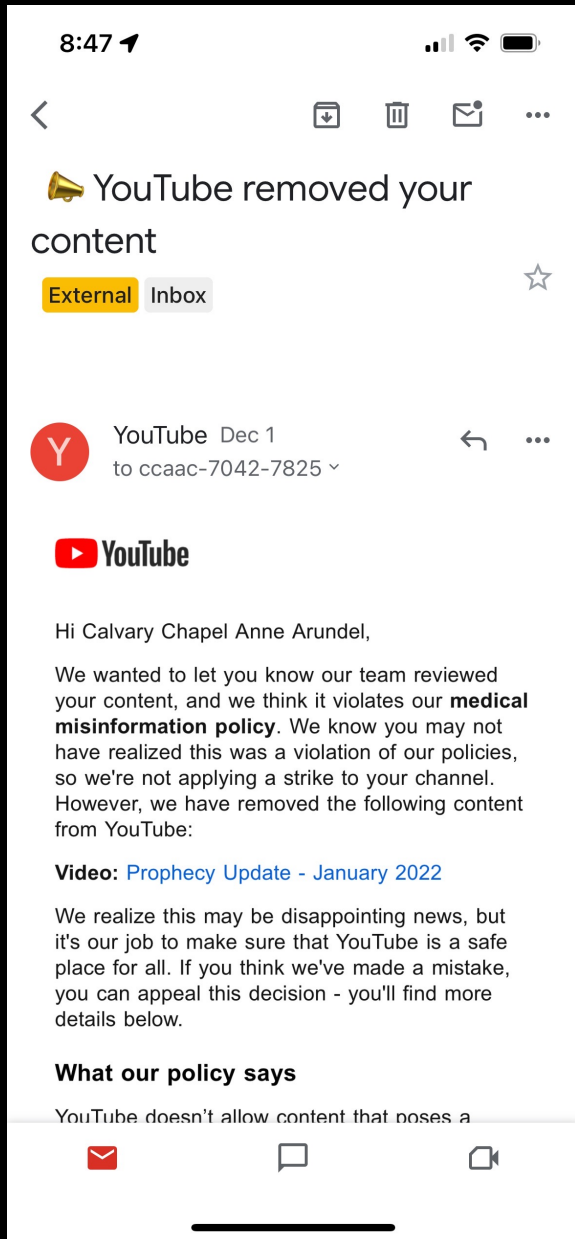 8:47
YouTube removed your
content
External Inbox
YouTube Dec 1
to ccaac-7042-7825
Y
YouTube
Hi Calvary Chapel Anne Arundel,
We wanted to let you know our team reviewed
your content, and we think it violates our medical
misinformation policy. We know you may not
have realized this was a violation of our policies,
so we're not applying a strike to your channel.
However, we have removed the following content
from YouTube:
Video: Prophecy Update - January 2022
We realize this may be disappointing news, but
it's our job to make sure that YouTube is a safe
place for all. If you think we've made a mistake,
you can appeal this decision - you'll find more
details below.
What our policy says
YouTube doesn't allow content that poses a